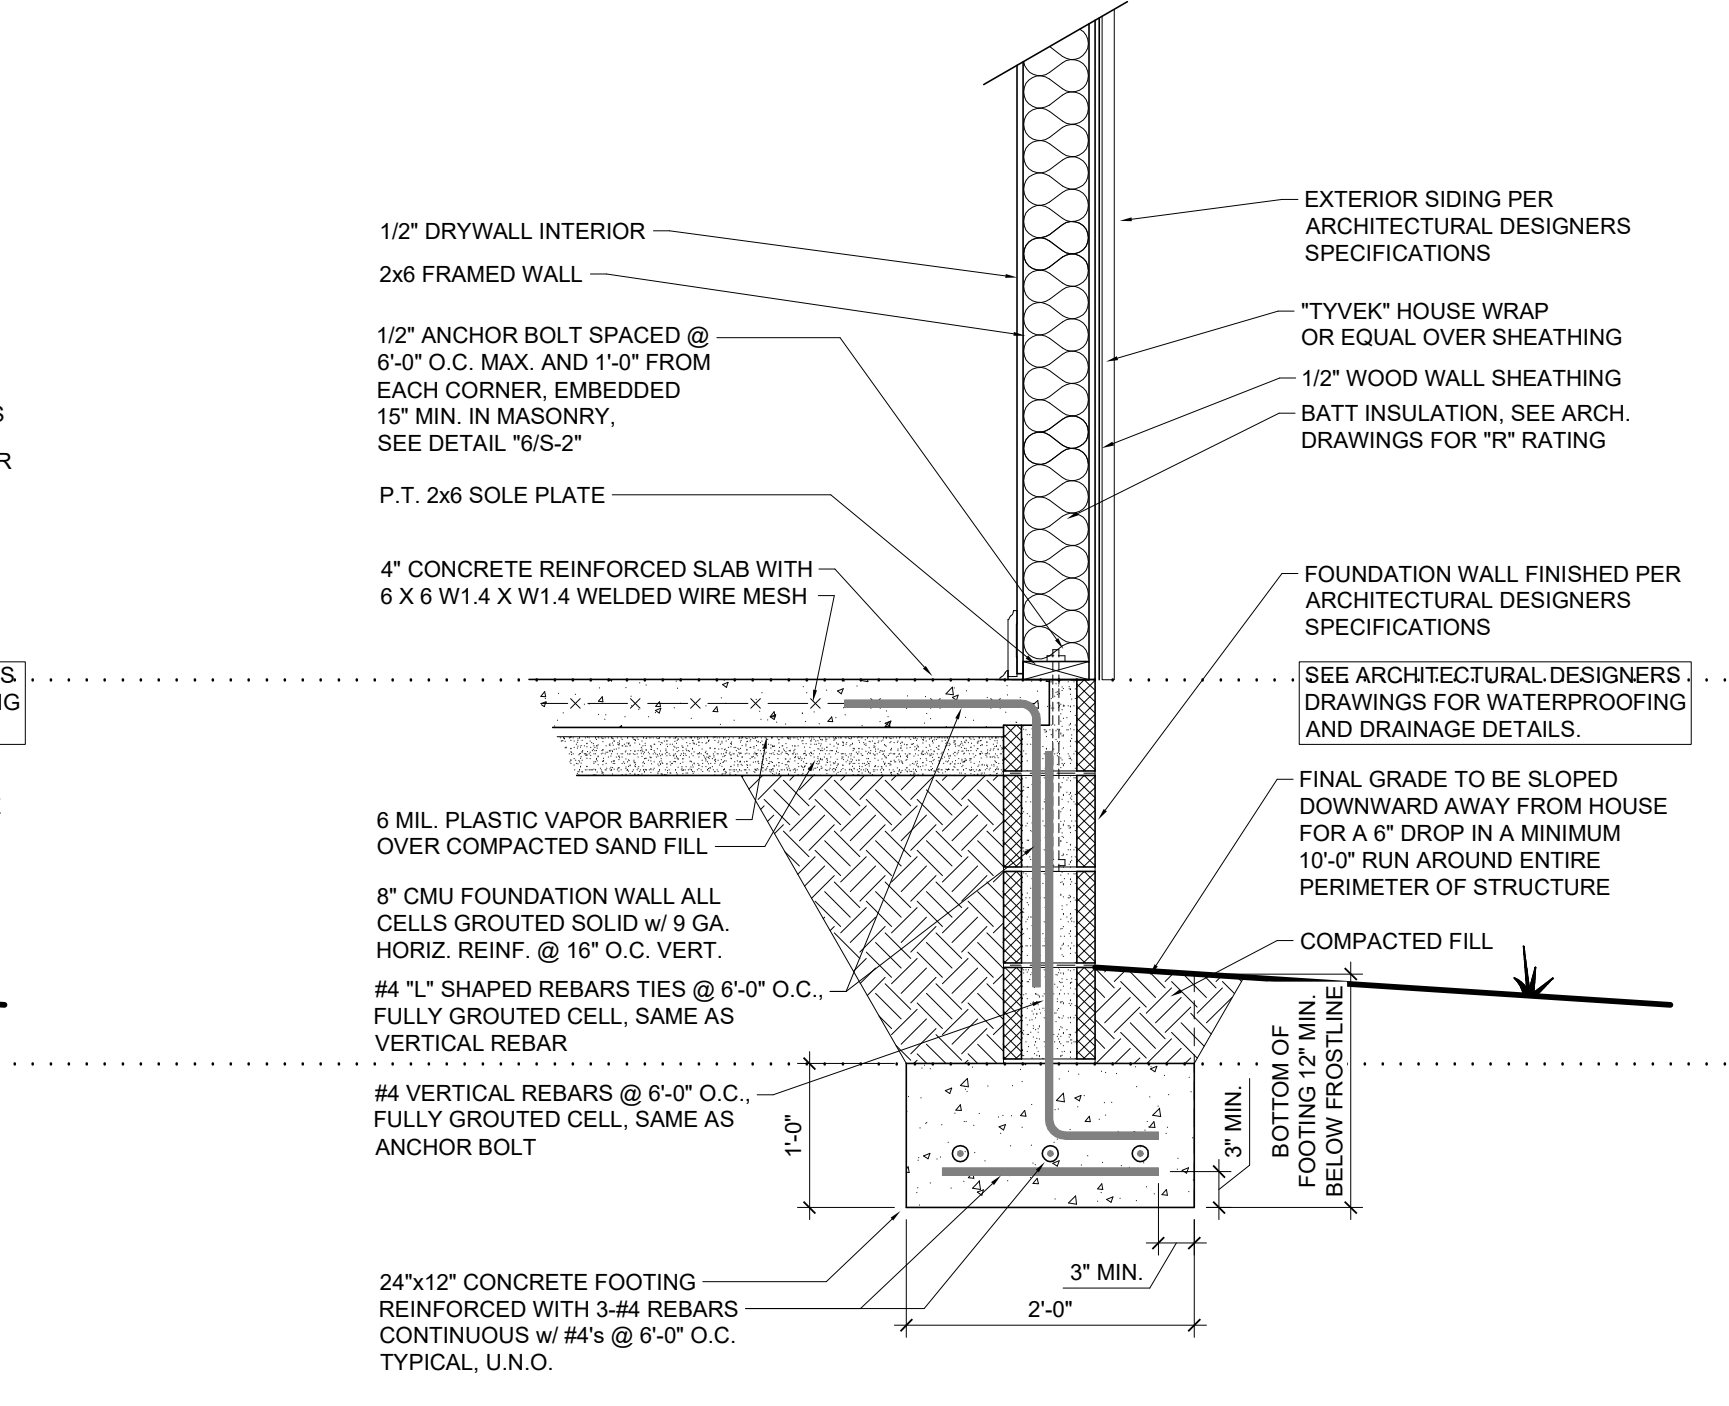 1/2" DRYWALL INTERIOR
2x6 FRAMED WALL
1/2" ANCHOR BOLT SPACED @
6'-0" O.C. MAX. AND 1'-0" FROM
EACH CORNER, EMBEDDED
15" MIN. IN MASONRY,
SEE DETAIL "6/S-2"
P.T. 2x6 SOLE PLATE
4" CONCRETE REINFORCED SLAB WITH
6 X 6 W1.4 X W1.4 WELDED WIRE MESH
6 MIL. PLASTIC VAPOR BARRIER
OVER COMPACTED SAND FILL
8" CMU FOUNDATION WALL ALL
CELLS GROUTED SOLID w/ 9 GA.
HORIZ. REINF. @ 16" O.C. VERT.
#4 "L" SHAPED REBARS TIES @ 6'-0" O.C.,
FULLY GROUTED CELL, SAME AS
VERTICAL REBAR
#4 VERTICAL REBARS @ 6'-0" O.C.,
FULLY GROUTED CELL, SAME AS
ANCHOR BOLT
24"x12" CONCRETE FOOTING
REINFORCED WITH 3-#4 REBARS
CONTINUOUS w/ #4's @ 6'-0" O.C.
TYPICAL, U.N.O.
EXTERIOR SIDING PER
ARCHITECTURAL DESIGNERS
SPECIFICATIONS
"TYVEK" HOUSE WRAP
OR EQUAL OVER SHEATHING
1/2" WOOD WALL SHEATHING
BATT INSULATION, SEE ARCH.
DRAWINGS FOR "R" RATING
FOUNDATION WALL FINISHED PER
ARCHITECTURAL DESIGNERS
SPECIFICATIONS
SEE ARCHITECTURAL DESIGNERS
DRAWINGS FOR WATERPROOFING
AND DRAINAGE DETAILS.
FINAL GRADE TO BE SLOPED
DOWNWARD AWAY FROM HOUSE
FOR A 6" DROP IN A MINIMUM
10'-0" RUN AROUND ENTIRE
PERIMETER OF STRUCTURE
COMPACTED FILL
1'-0"
3" MIN.
BOTTOM OF
FOOTING 12" MIN.
BELOW FROSTLINE
3" MIN.
2'-0"